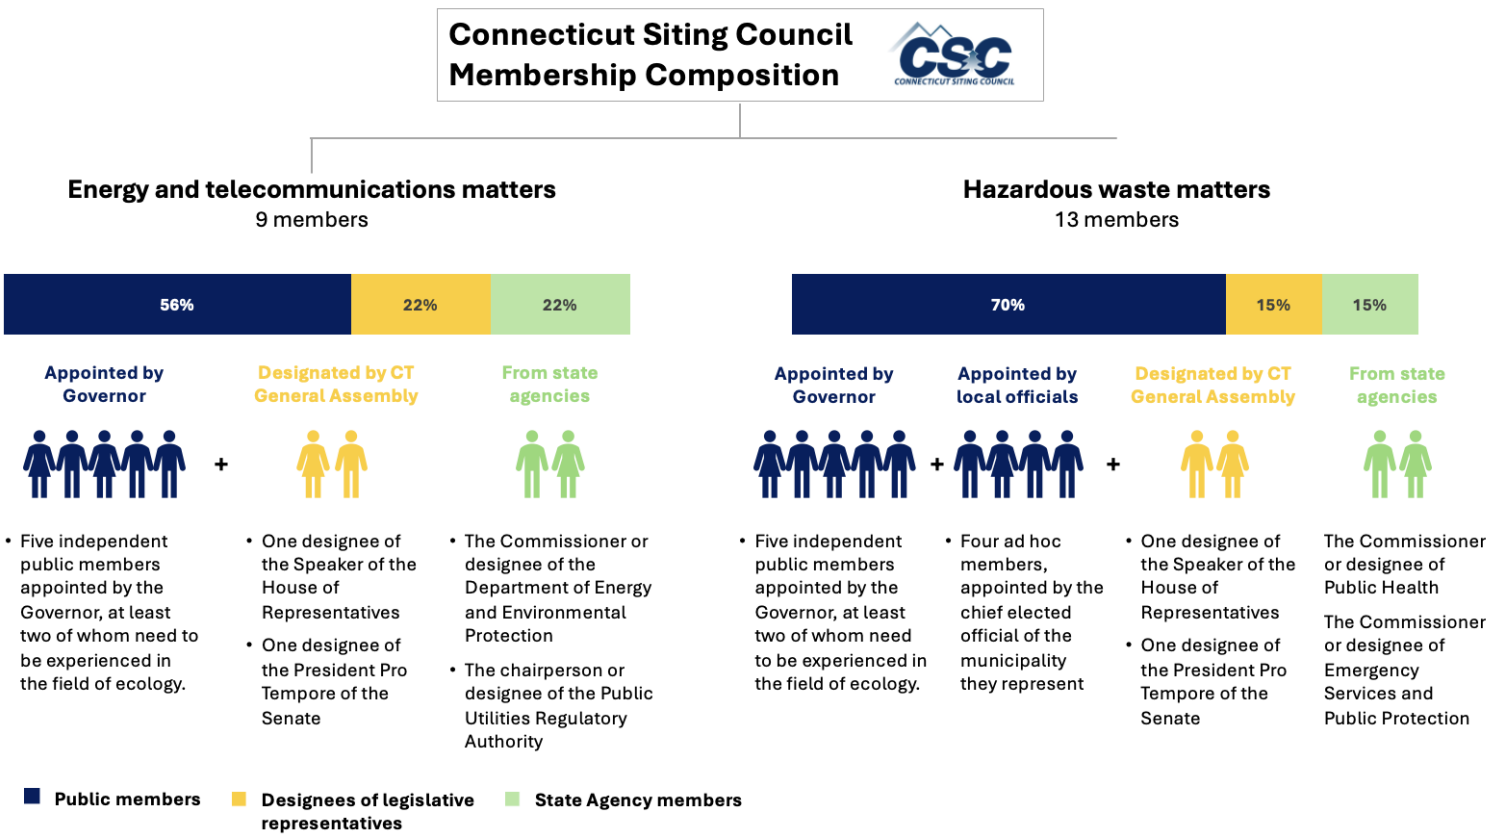 Connecticut Siting Council
Membership Composition
CSC
CONNECTICUT SITING COUNCIL
Energy and telecommunications matters
9 members
56%
22%
22%
Appointed by
Governor
Designated by CT
General Assembly
From state
agencies
+
• Five independent
public members
appointed by the
Governor, at least
two of whom need to
be experienced in
the field of ecology.
• One designee of
the Speaker of the
House of
Representatives
• One designee of
the President Pro
Tempore of the
Senate
• The Commissioner or
designee of the
Department of Energy
and Environmental
Protection
• The chairperson or
designee of the Public
Utilities Regulatory
Authority
Hazardous waste matters
13 members
70%
15%
15%
Appointed by
Governor
Appointed by
local officials
Designated by CT
General Assembly
From state
agencies
+
+
• Five independent
public members
appointed by the
Governor, at least
two of whom need
to be experienced in
the field of ecology.
• Four ad hoc
members,
appointed by the
chief elected
official of the
municipality
they represent
• One designee of
the Speaker of the
House of
Representatives
• One designee of
the President Pro
Tempore of the
Senate
The Commissioner
or designee of
Public Health
The Commissioner
or designee of
Emergency
Services and
Public Protection
Public members
Designees of legislative
representatives
State Agency members